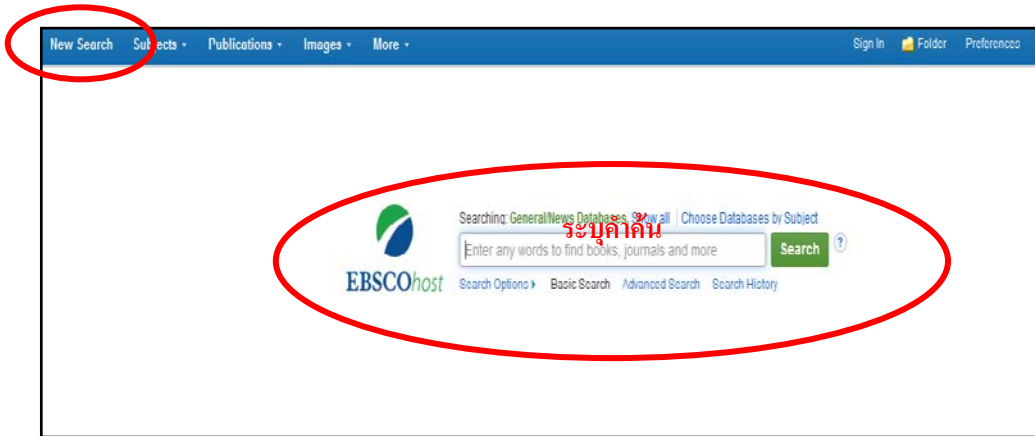 New Search Subjects Publications Images More Sign In Folder Preferences
Searching: General/News Databases, Show all | Choose Databases by Subject
ระบุคำค้น
Enter any words to find books, journals and more Search ?
EBSCOhost Search Options Basic Search Advanced Search Search History